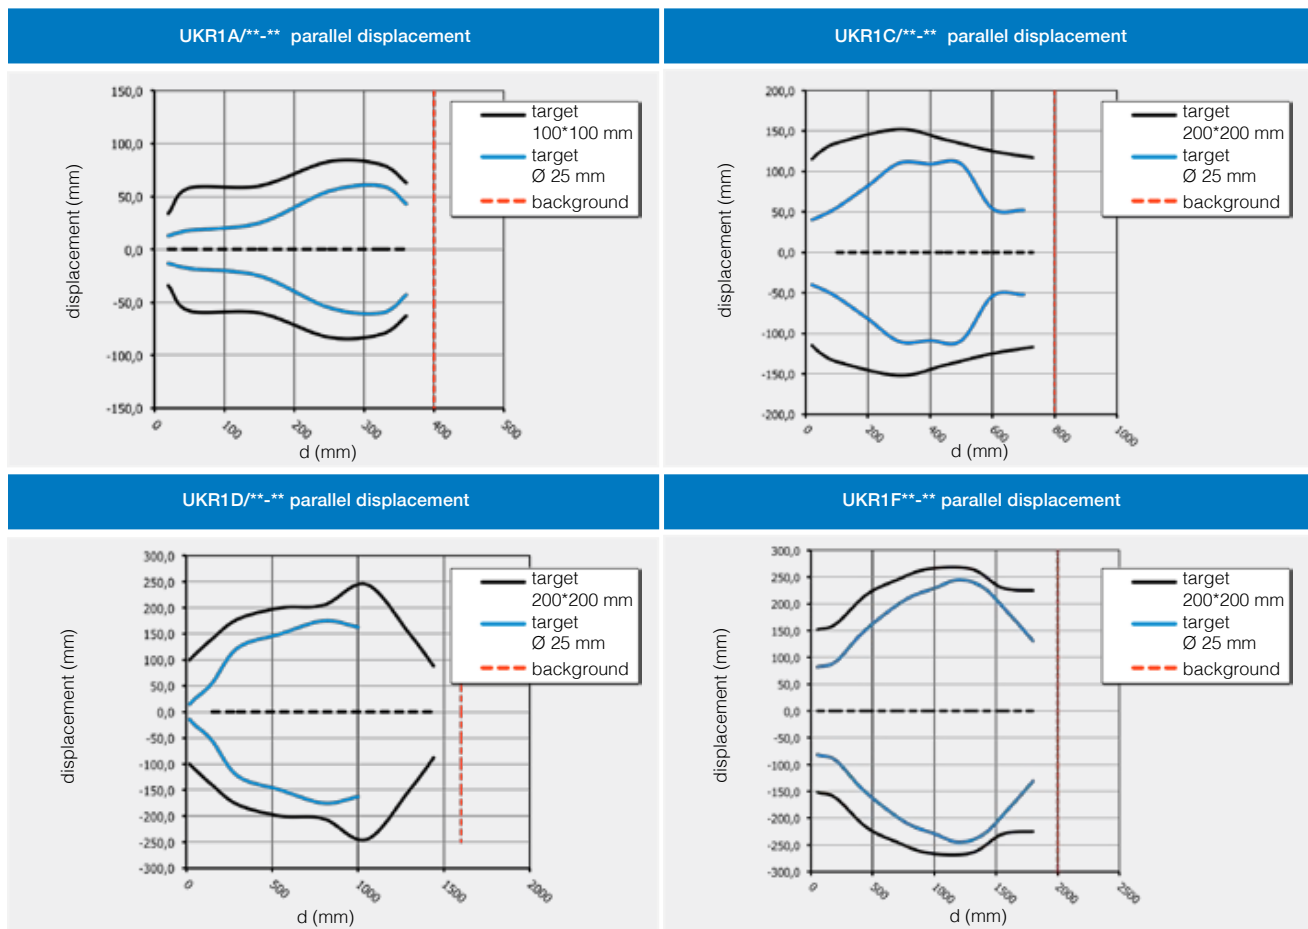 UKR1A/**-** parallel displacement
150,0
100,0
50,0
0,0
-50,0
-100,0
-150,0
displacement (mm)
0
100
200
300
400
500
d (mm)
target
100*100 mm
target
Ø 25 mm
background
UKR1C/**-** parallel displacement
200,0
150,0
100,0
50,0
0,0
-50,0
-100,0
-150,0
-200,0
displacement (mm)
0
200
400
600
800
1000
d (mm)
target
200*200 mm
target
Ø 25 mm
background
UKR1D/**-** parallel displacement
300,0
250,0
200,0
150,0
100,0
50,0
0,0
-50,0
-100,0
-150,0
-200,0
-250,0
-300,0
displacement (mm)
0
500
1000
1500
2000
d (mm)
target
200*200 mm
target
Ø 25 mm
background
UKR1F**-** parallel displacement
300,0
250,0
200,0
150,0
100,0
50,0
0,0
-50,0
-100,0
-150,0
-200,0
-250,0
-300,0
displacement (mm)
0
500
1000
1500
2000
2500
d (mm)
target
200*200 mm
target
Ø 25 mm
background